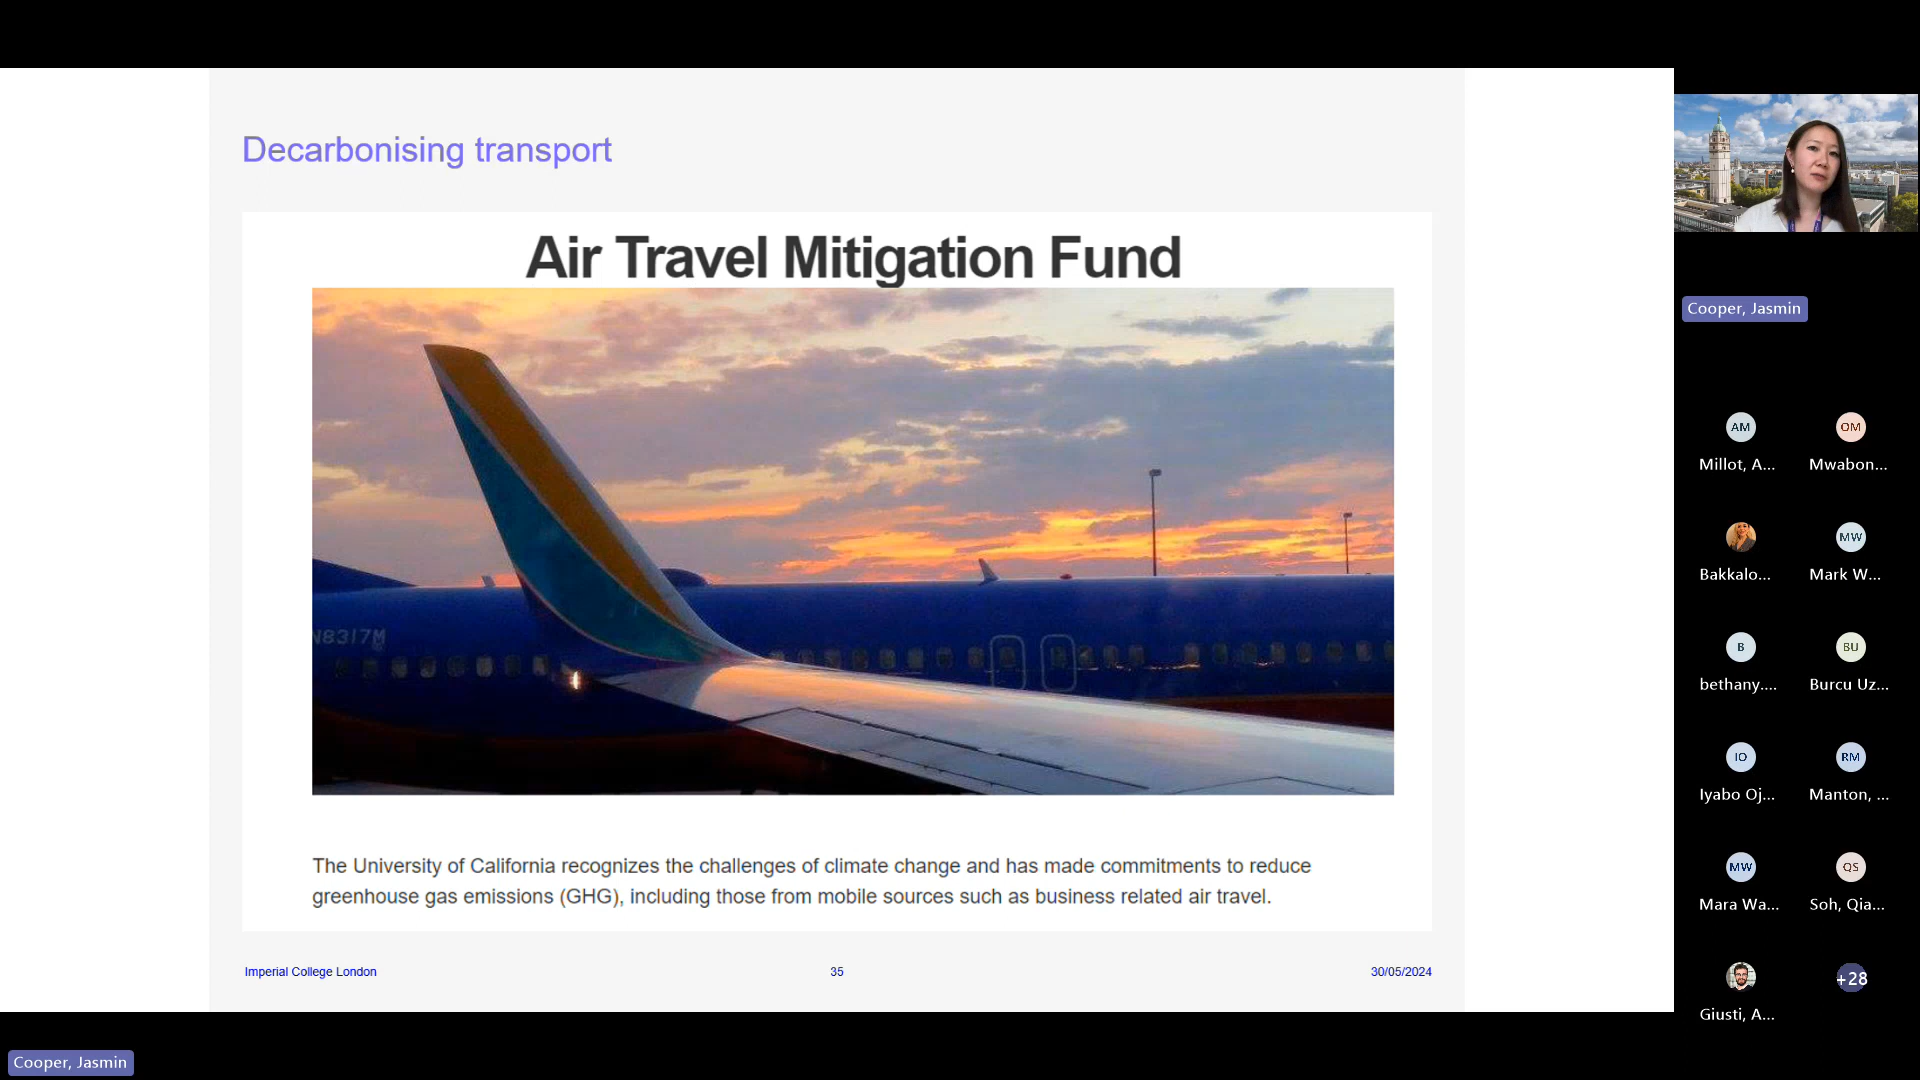 Decarbonising transport
Air Travel Mitigation Fund
N8317M
The University of California recognizes the challenges of climate change and has made commitments to reduce
greenhouse gas emissions (GHG), including those from mobile sources such as business related air travel.
Imperial College London
35
30/05/2024
Cooper, Jasmin
Cooper, Jasmin
AM
OM
Millot, A...
Mwabon...
MW
Bakkalo...
Mark W...
B
BU
bethany....
Burcu Uz...
IO
RM
Iyabo Oj...
Manton, ...
MW
QS
Mara Wa...
Soh, Qia...
+28
Giusti, A...